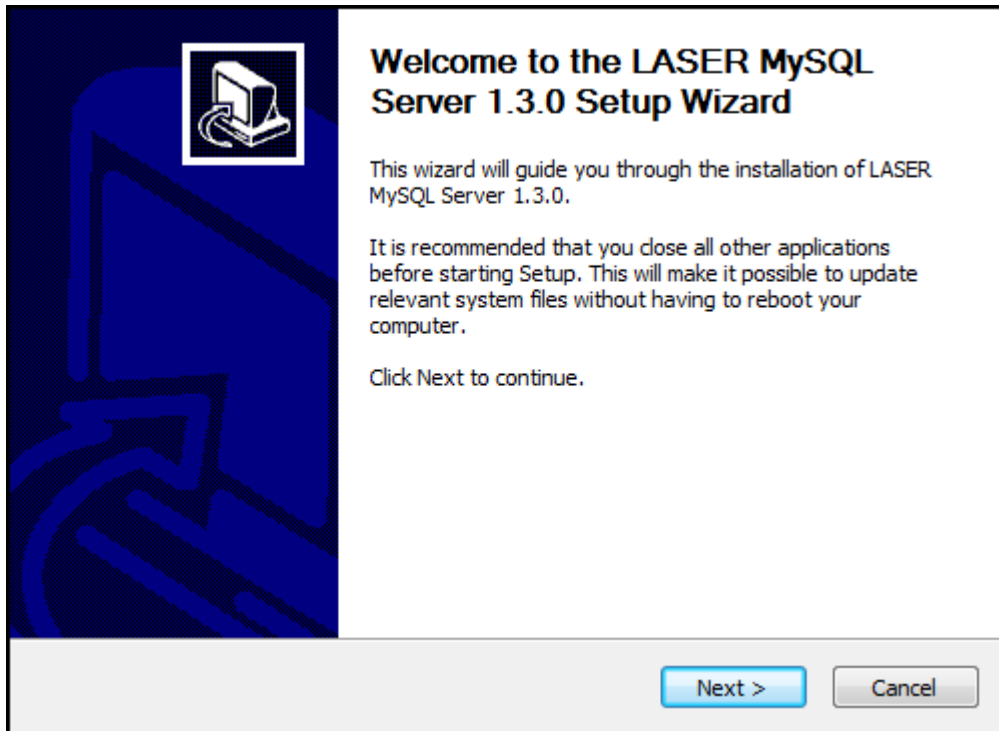 Welcome to the LASER MySQL
Server 1.3.0 Setup Wizard
This wizard will guide you through the installation of LASER
MySQL Server 1.3.0.
It is recommended that you close all other applications
before starting Setup. This will make it possible to update
relevant system files without having to reboot your
computer.
Click Next to continue.
Next >
Cancel